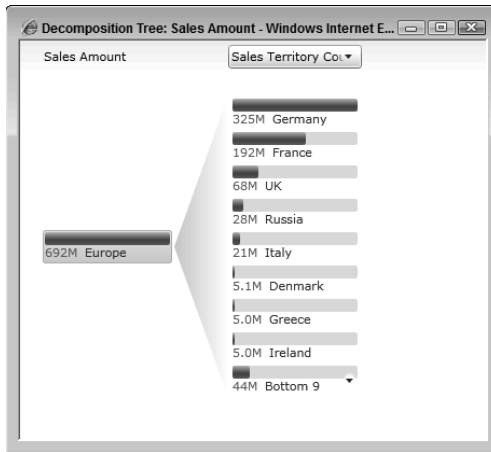 Decomposition Tree: Sales Amount - Windows Internet E...
Sales Amount
Sales Territory Cou
325M Germany
192M France
68M UK
28M Russia
692M Europe
21M Italy
5.1M Denmark
5.0M Greece
5.0M Ireland
44M Bottom 9